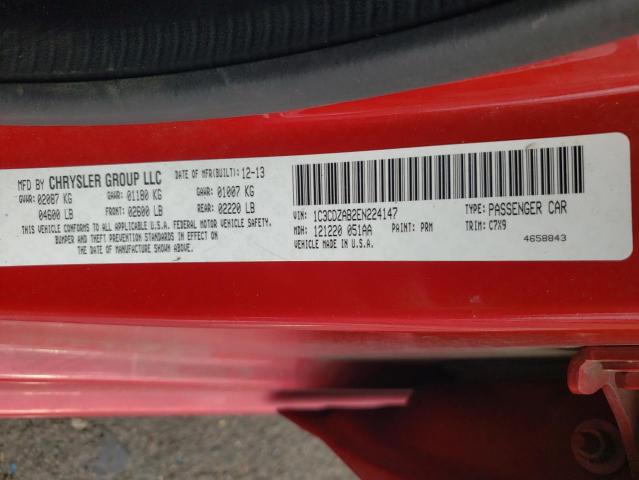 MFD BY CHRYSLER GROUP LLC DATE OF MFR(BUILT): 12-13
GVWR: 02087 KG GAWR: 01180 KG GAWR: 01007 KG
04600 LB FRONT: 02600 LB REAR: 02220 LB
THIS VEHICLE CONFORMS TO ALL APPLICABLE U.S.A. FEDERAL MOTOR VEHICLE SAFETY,
BUMPER AND THEFT PREVENTION STANDARDS IN EFFECT ON
THE DATE OF MANUFACTURE SHOWN ABOVE.
VIN: 1C3CDZAB2EN224147 TYPE: PASSENGER CAR
MDH: 121220 051AA PAINT: PRM TRIM: C7X9
VEHICLE MADE IN U.S.A. 4658843